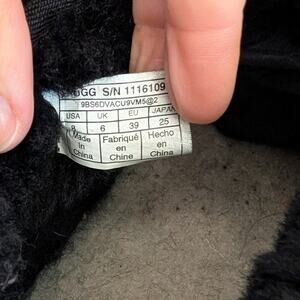 UGG S/N 1116109
9BS6DVACU9VM5@2
USA UK EU JAPAN
8 6 39 25
Made Fabriqué Hecho
in en en
China Chine China